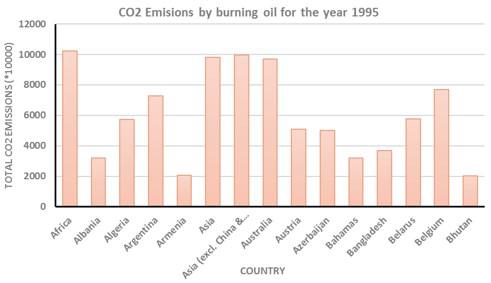 CO2 Emisions by burning oil for the year 1995
TOTAL CO2 EMISSIONS (*10000)
12000
10000
8000
6000
4000
2000
0
Africa
Albania
Algeria
Argentina
Armenia
Asia
Asia (excl. China &...
Australia
Austria
Azerbaijan
Bahamas
Bangladesh
Belarus
Belgium
Bhutan
COUNTRY